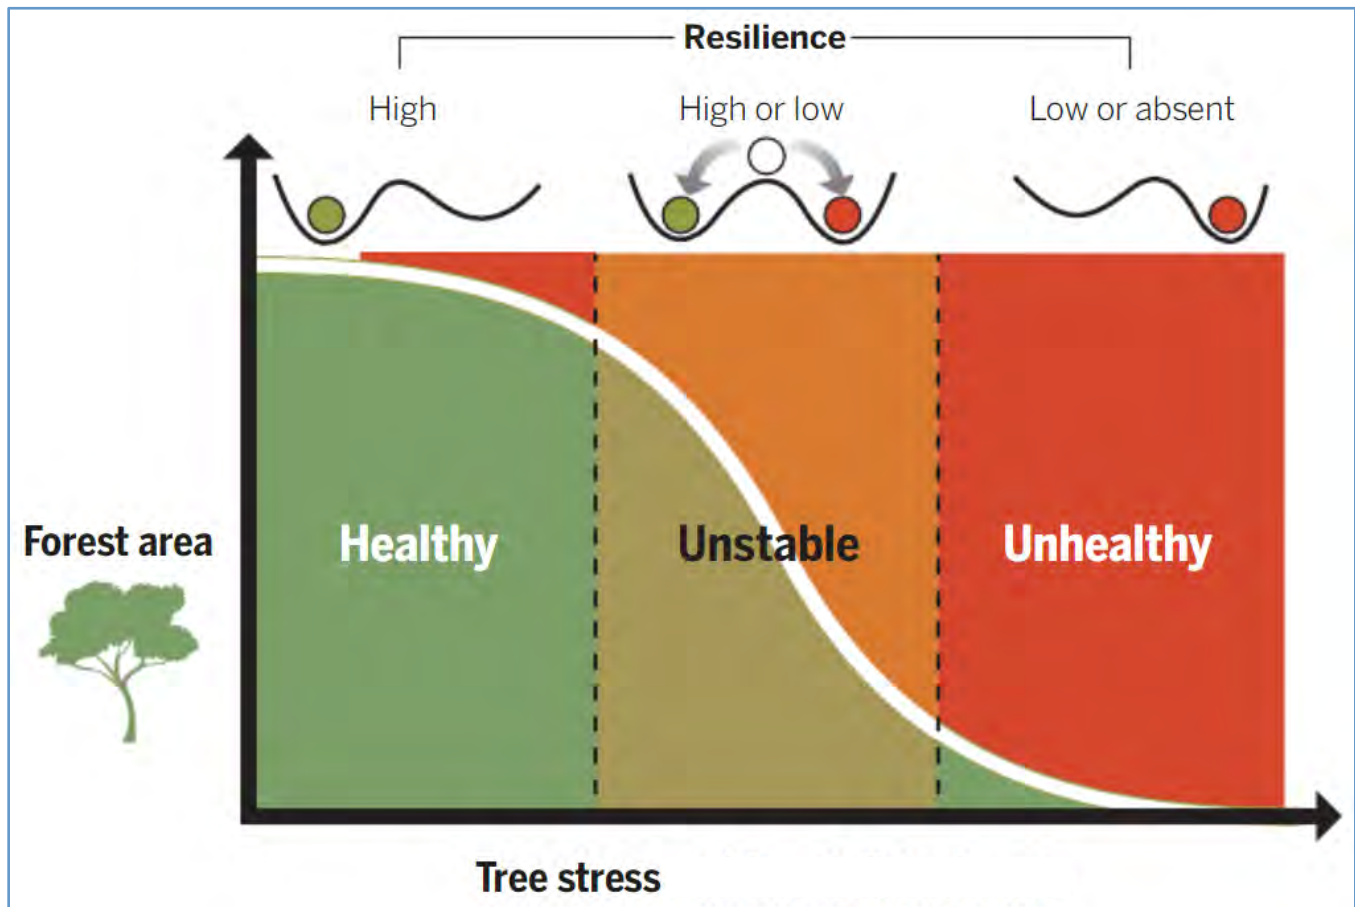 Resilience
High
High or low
Low or absent
Forest area
Healthy
Unstable
Unhealthy
Tree stress